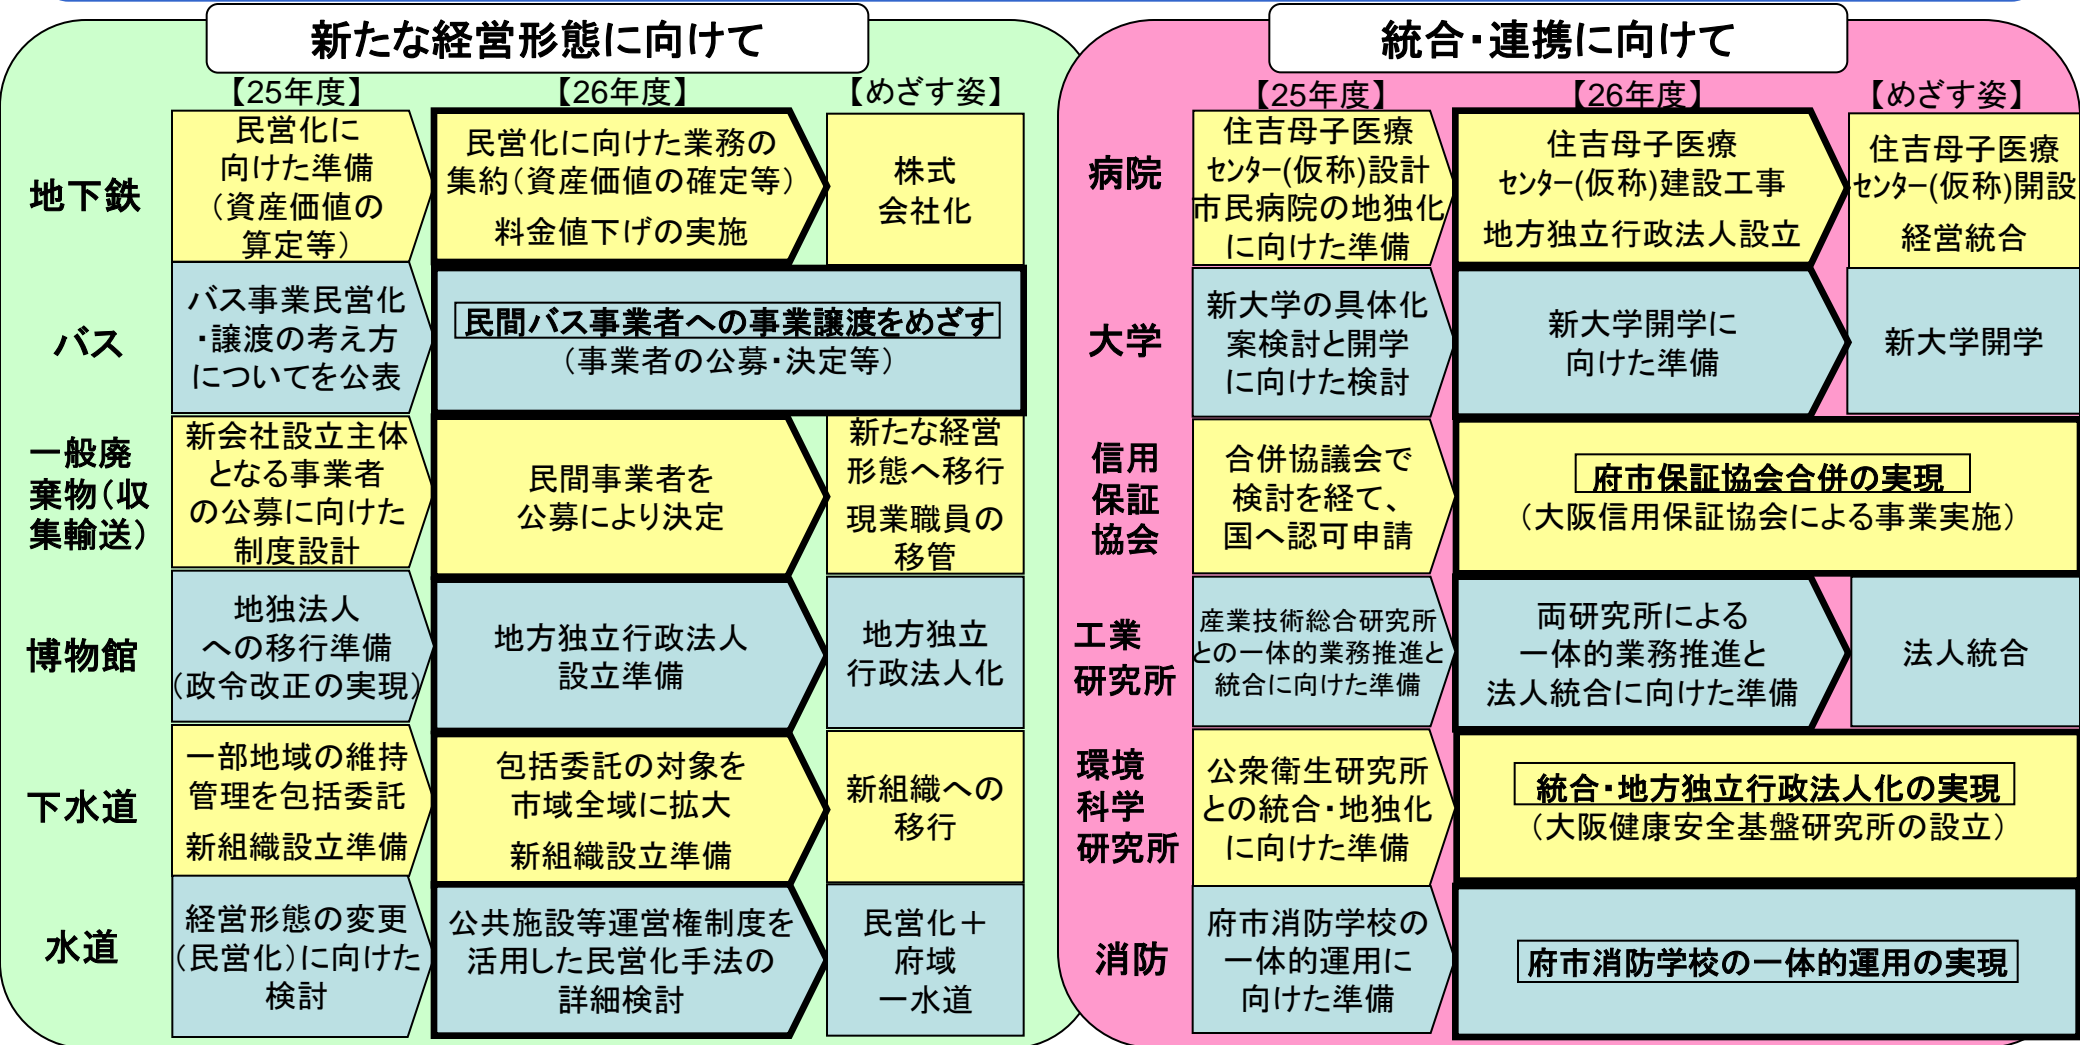 新たな経営形態に向けて
【25年度】
【26年度】
【めざす姿】
地下鉄
民営化に
向けた準備
（資産価値の
算定等）
民営化に向けた業務の
集約（資産価値の確定等）
料金値下げの実施
株式
会社化
バス
バス事業民営化
・譲渡の考え方
についてを公表
民間バス事業者への事業譲渡をめざす
（事業者の公募・決定等）
一般廃
棄物（収
集輸送）
新会社設立主体
となる事業者
の公募に向けた
制度設計
民間事業者を
公募により決定
新たな経営
形態へ移行
現業職員の
移管
博物館
地独法人
への移行準備
（政令改正の実現）
地方独立行政法人
設立準備
地方独立
行政法人化
下水道
一部地域の維持
管理を包括委託
新組織設立準備
包括委託の対象を
市域全域に拡大
新組織設立準備
新組織への
移行
水道
経営形態の変更
（民営化）に向けた
検討
公共施設等運営権制度を
活用した民営化手法の
詳細検討
民営化＋
府域
一水道
統合・連携に向けて
【25年度】
【26年度】
【めざす姿】
病院
住吉母子医療
センター(仮称)設計
市民病院の地独化
に向けた準備
住吉母子医療
センター(仮称)建設工事
地方独立行政法人設立
住吉母子医療
センター(仮称)開設
経営統合
大学
新大学の具体化
案検討と開学
に向けた検討
新大学開学に
向けた準備
新大学開学
信用
保証
協会
合併協議会で
検討を経て、
国へ認可申請
府市保証協会合併の実現
（大阪信用保証協会による事業実施）
工業
研究所
産業技術総合研究所
との一体的業務推進と
統合に向けた準備
両研究所による
一体的業務推進と
法人統合に向けた準備
法人統合
環境
科学
研究所
公衆衛生研究所
との統合・地独化
に向けた準備
統合・地方独立行政法人化の実現
（大阪健康安全基盤研究所の設立）
消防
府市消防学校の
一体的運用に
向けた準備
府市消防学校の一体的運用の実現